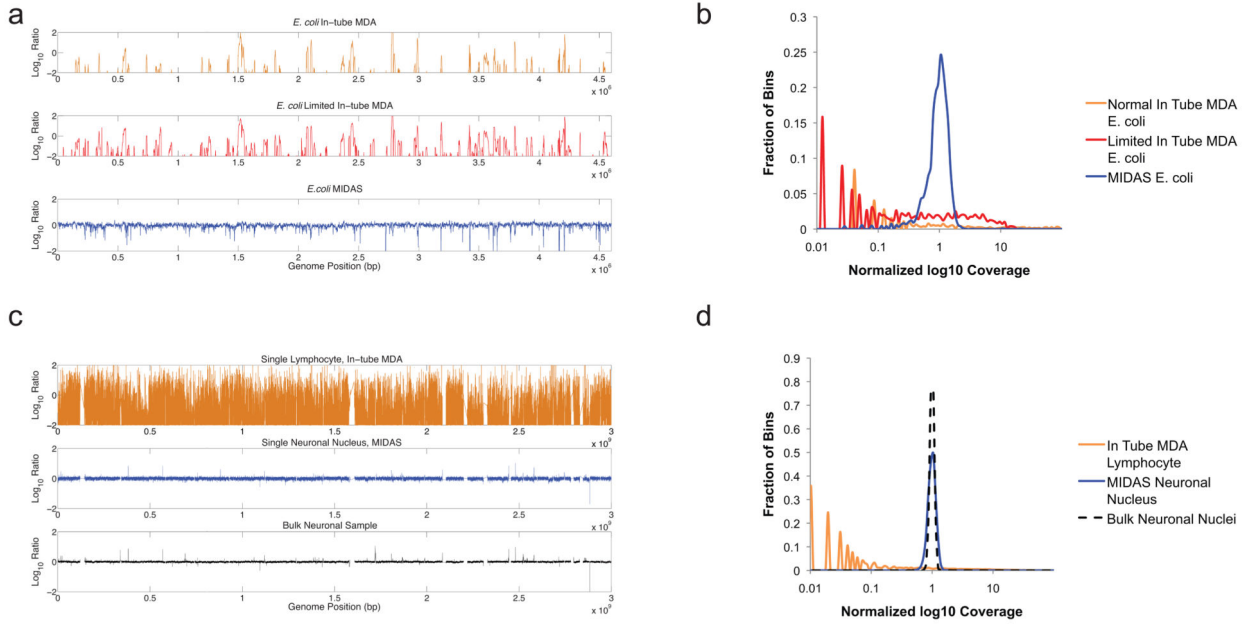 a
E. coli In-tube MDA
Log10 Ratio
2
0
-2
0.5 1 1.5 2 2.5 3 3.5 4 4.5
x 10^6
E. coli Limited In-tube MDA
Log10 Ratio
2
0
-2
0 0.5 1 1.5 2 2.5 3 3.5 4 4.5
x 10^6
E.coli MIDAS
Log10 Ratio
2
0
-2
0 0.5 1 1.5 2 2.5 3 3.5 4 4.5
x 10^6
Genome Position (bp)
b
Fraction of Bins
0.3
0.25
0.2
0.15
0.1
0.05
0
0.01 0.1 1 10
Normalized log10 Coverage
Normal In Tube MDA
E. coli
Limited In Tube MDA
E. coli
MIDAS E. coli
c
Single Lymphocyte, In-tube MDA
Log10 Ratio
2
0
-2
0 0.5 1 1.5 2 2.5 3
x 10^9
Single Neuronal Nucleus, MIDAS
Log10 Ratio
2
0
-2
0 0.5 1 1.5 2 2.5 3
x 10^9
Bulk Neuronal Sample
Log10 Ratio
2
0
-2
0 0.5 1 1.5 2 2.5 3
x 10^9
Genome Position (bp)
d
Fraction of Bins
0.9
0.8
0.7
0.6
0.5
0.4
0.3
0.2
0.1
0
0.01 0.1 1 10
Normalized log10 Coverage
In Tube MDA
Lymphocyte
MIDAS Neuronal
Nucleus
Bulk Neuronal Nuclei